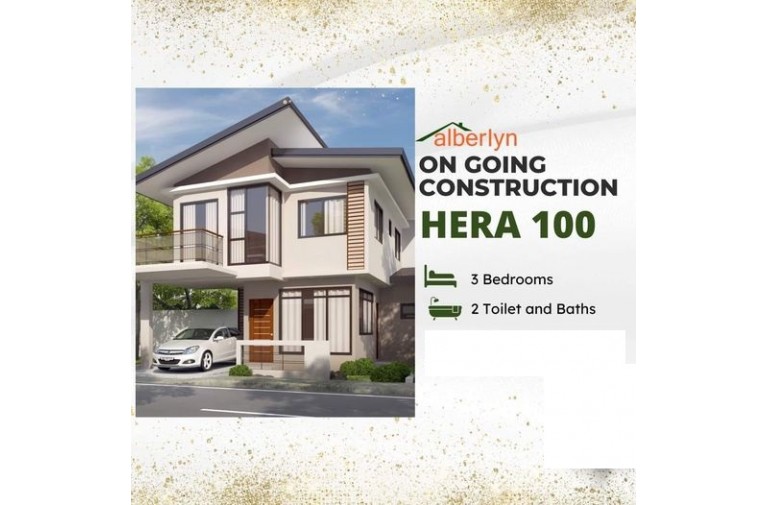 alberlyn
ON GOING
CONSTRUCTION
HERA 100
3 Bedrooms
2 Toilet and Baths